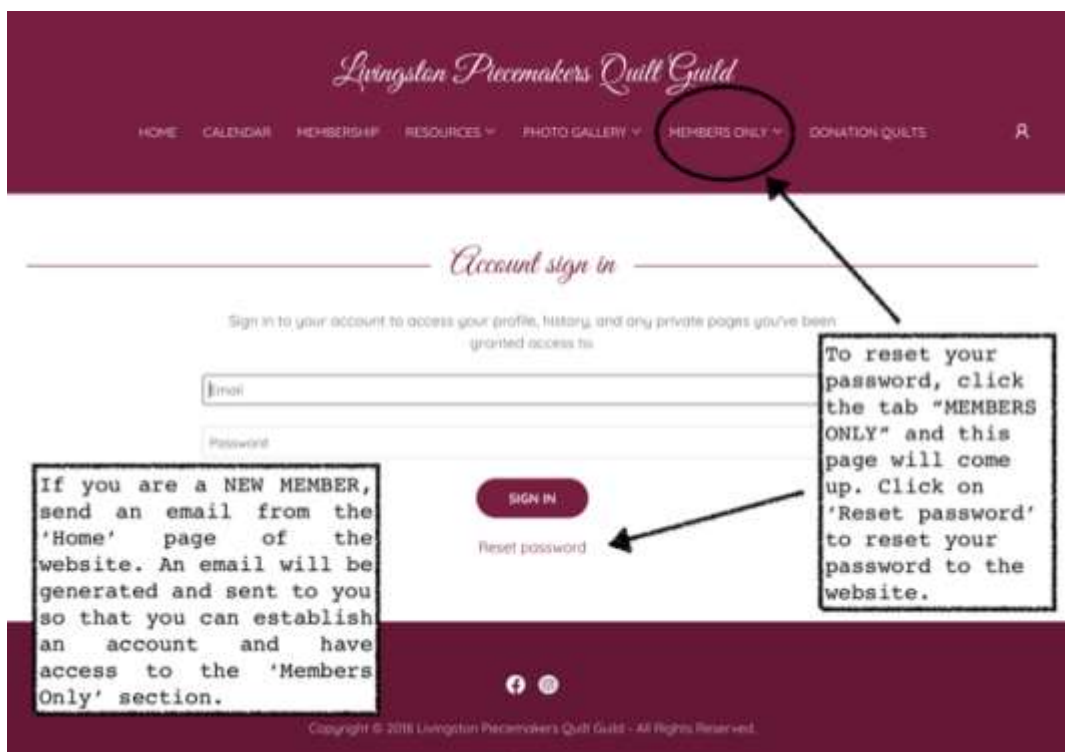 Livingston Piecemakers Quilt Guild
HOME CALENDAR MEMBERSHIP RESOURCES PHOTO GALLERY MEMBERS ONLY DONATION QUILTS
Account sign in
Sign in to your account to access your profile, history, and any private pages you've been
granted access to.
Email
Password
SIGN IN
Reset password
To reset your
password, click
the tab "MEMBERS
ONLY" and this
page will come
up. Click on
'Reset password'
to reset your
password to the
website.
If you are a NEW MEMBER,
send an email from the
'Home' page of the
website. An email will be
generated and sent to you
so that you can establish
an account and have
access to the 'Members
Only' section.
Copyright © 2018 Livingston Piecemakers Quilt Guild - All Rights Reserved.